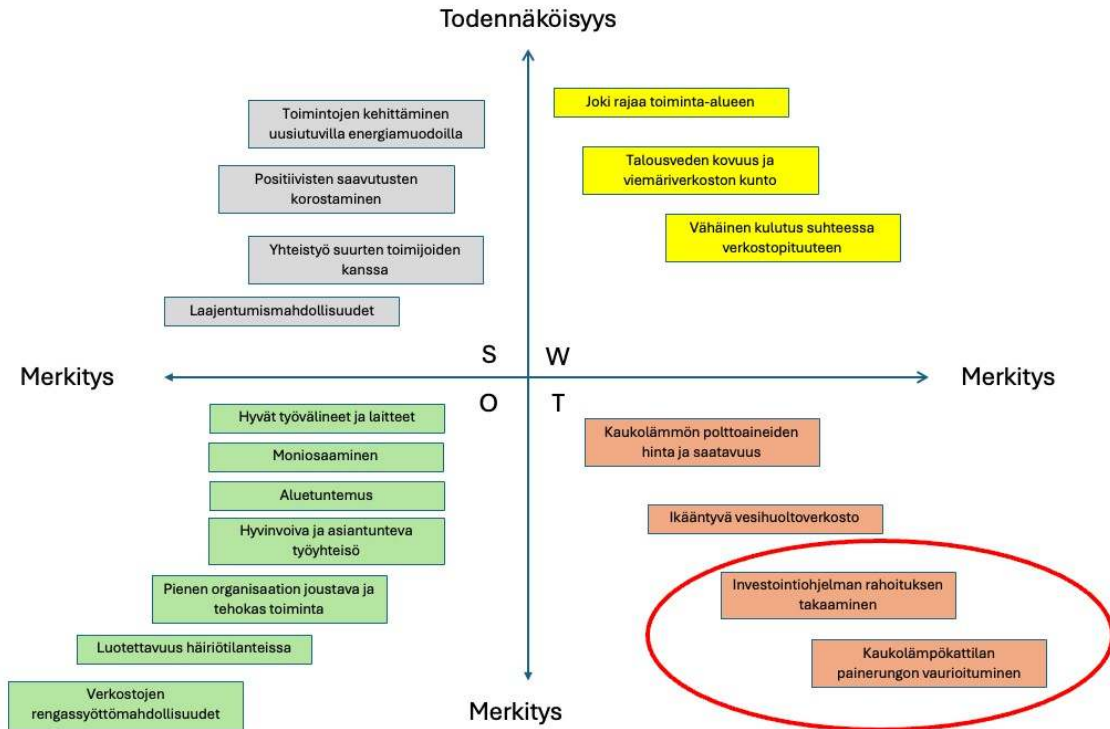 Todennäköisyys
Toimintojen kehittäminen
uusiutuvilla energiamuodoilla
Positiivisten saavutusten
korostaminen
Yhteistyö suurten toimijoiden
kanssa
Laajentumismahdollisuudet
Joki rajaa toiminta-alueen
Talousveden kovuus ja
viemäriverkoston kunto
Vähäinen kulutus suhteessa
verkostopituuteen
S W
Merkitys
Merkitys
O T
Hyvät työvälineet ja laitteet
Moniosaaminen
Aluetuntemus
Hyvinvoiva ja asiantunteva
työyhteisö
Pienen organisaation joustava ja
tehokas toiminta
Luotettavuus häiriötilanteissa
Verkostojen
rengassyöttömahdollisuudet
Kaukolämmön polttoaineiden
hinta ja saatavuus
Ikääntyvä vesihuoltoverkosto
Investointiohjelman rahoituksen
takaaminen
Kaukolämpökattilan
painerungon vaurioituminen
Merkitys